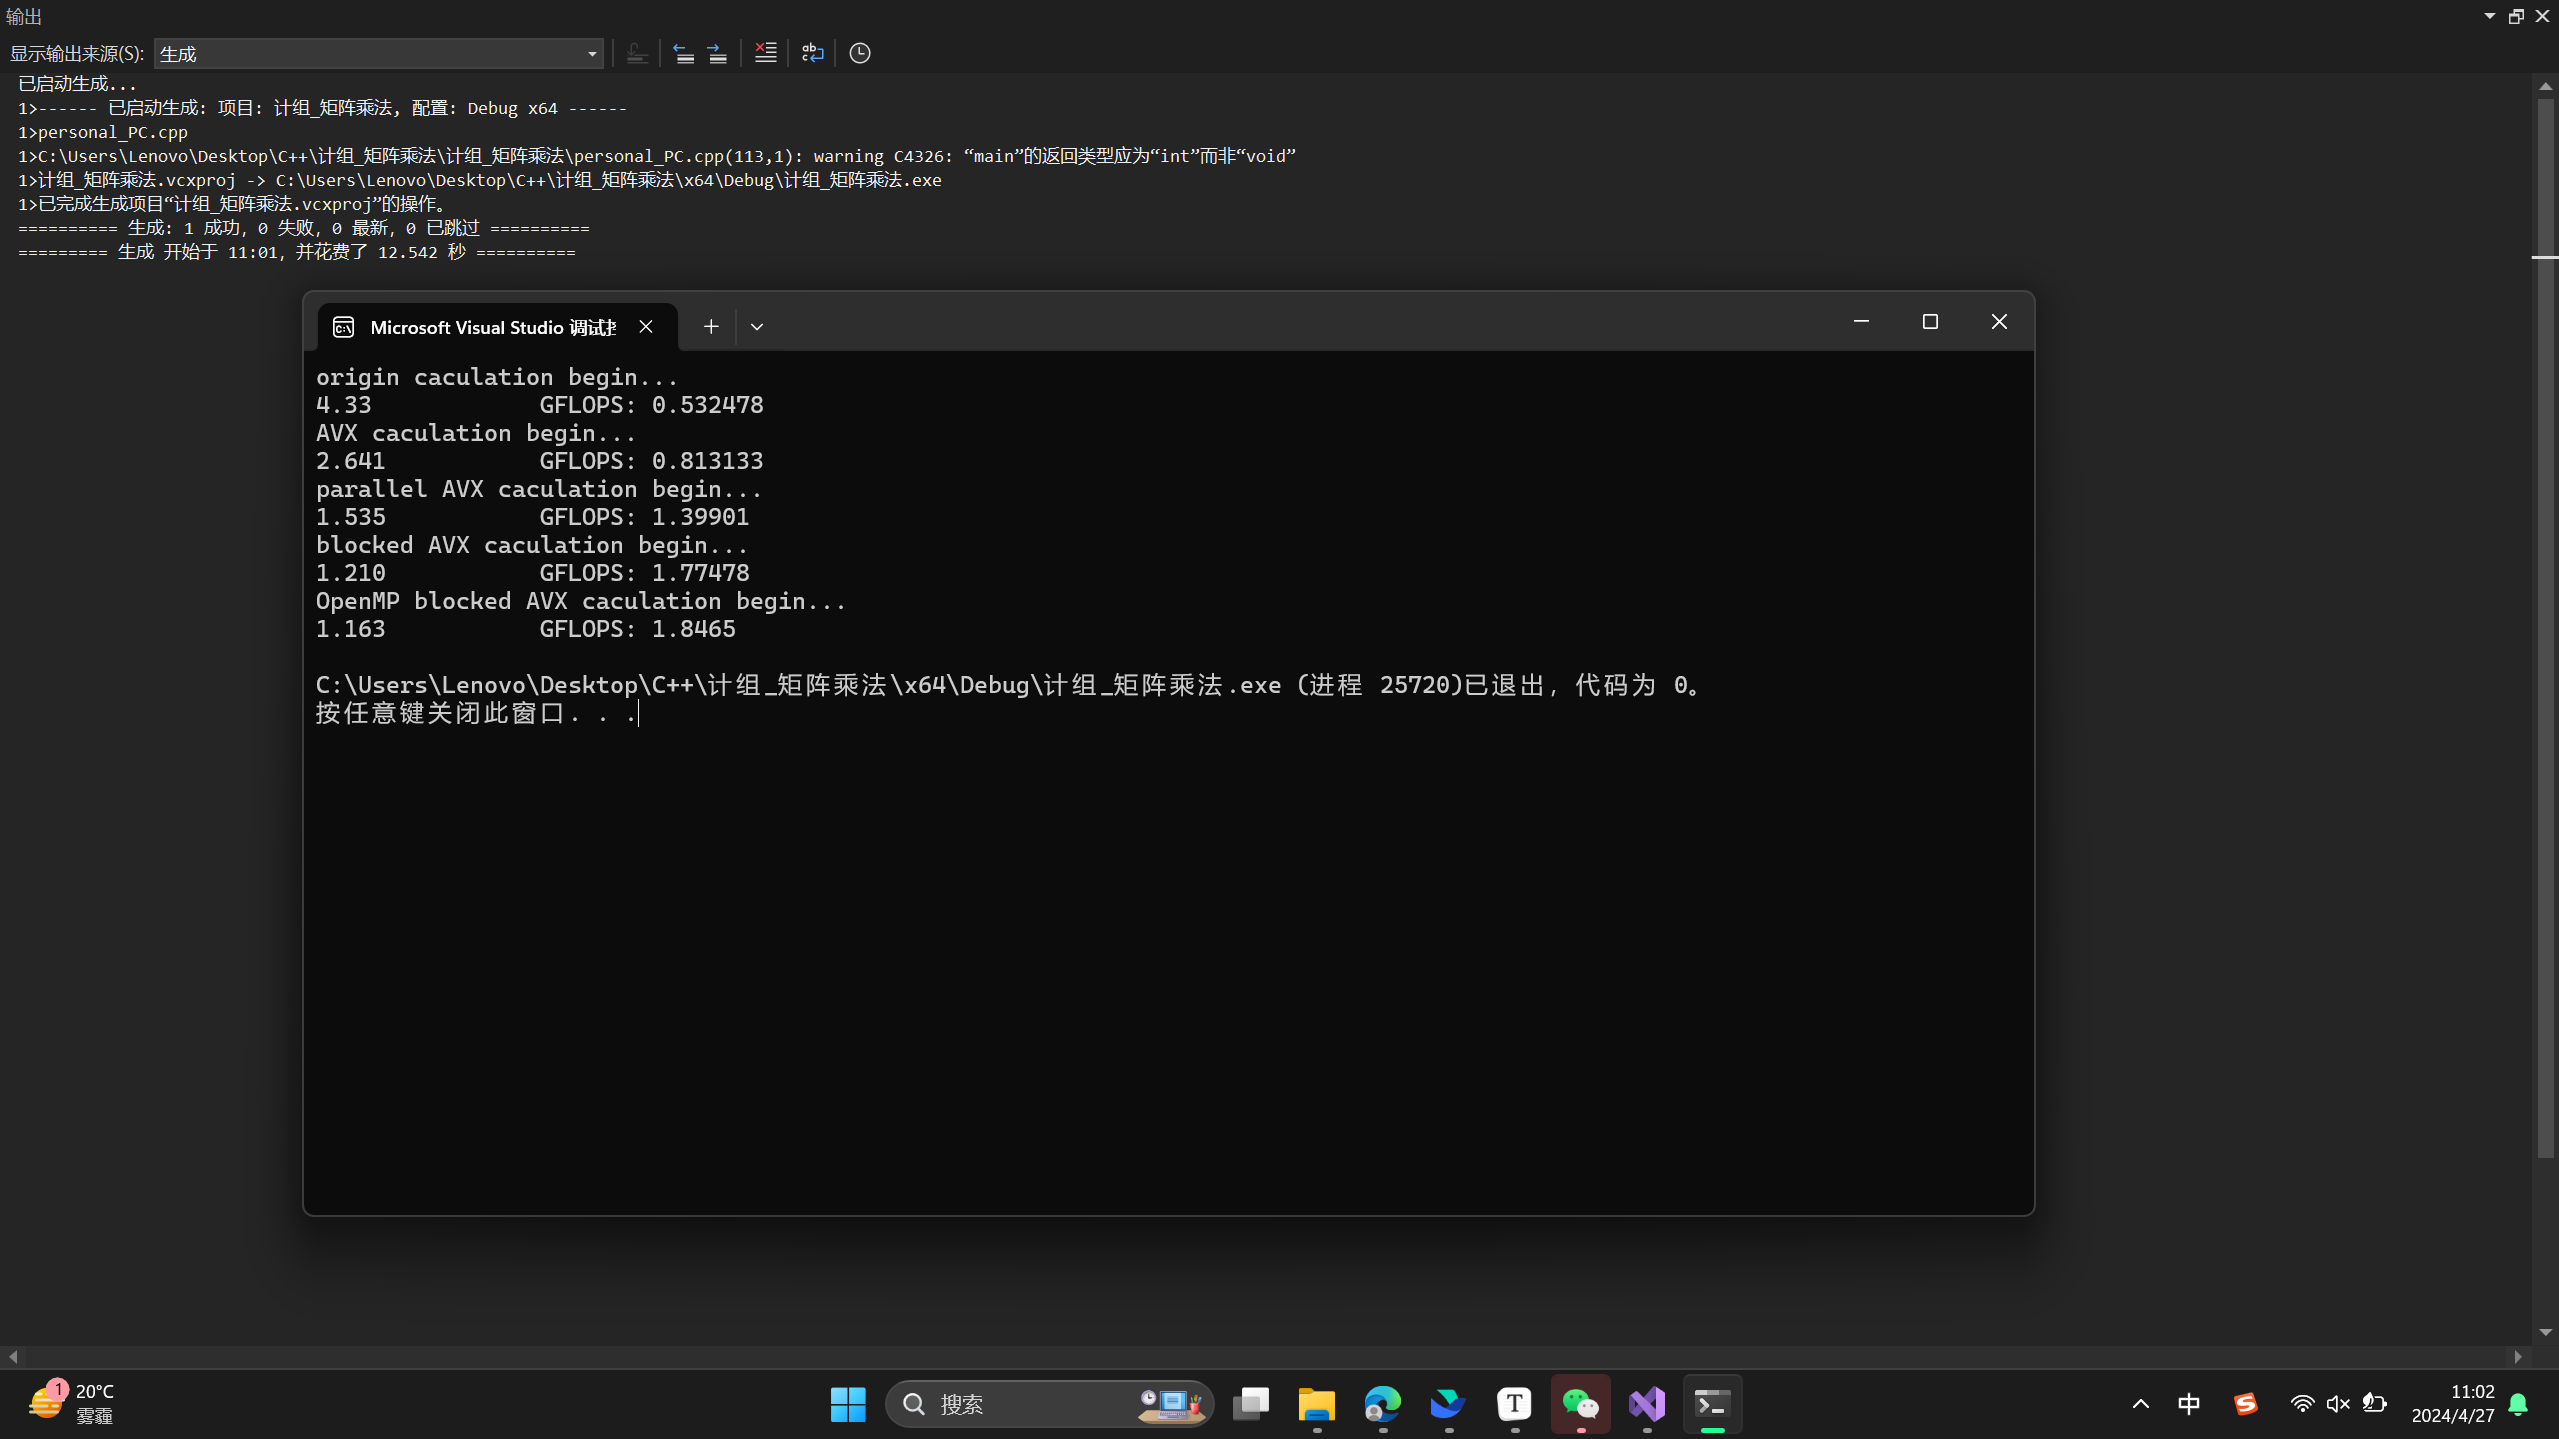 输出
显示输出来源(S): 生成
已启动生成...
1>------ 已启动生成: 项目: 计组_矩阵乘法, 配置: Debug x64 ------
1>personal_PC.cpp
1>C:\Users\Lenovo\Desktop\C++\计组_矩阵乘法\计组_矩阵乘法\personal_PC.cpp(113,1): warning C4326: “main”的返回类型应为“int”而非“void”
1>计组_矩阵乘法.vcxproj -> C:\Users\Lenovo\Desktop\C++\计组_矩阵乘法\x64\Debug\计组_矩阵乘法.exe
1>已完成生成项目“计组_矩阵乘法.vcxproj”的操作。
========== 生成: 1 成功，0 失败，0 最新，0 已跳过 ==========
========= 生成 开始于 11:01，并花费了 12.542 秒 ==========
Microsoft Visual Studio 调试
origin caculation begin...
4.33 GFLOPS: 0.532478
AVX caculation begin...
2.641 GFLOPS: 0.813133
parallel AVX caculation begin...
1.535 GFLOPS: 1.39901
blocked AVX caculation begin...
1.210 GFLOPS: 1.77478
OpenMP blocked AVX caculation begin...
1.163 GFLOPS: 1.8465
C:\Users\Lenovo\Desktop\C++\计组_矩阵乘法\x64\Debug\计组_矩阵乘法.exe (进程 25720)已退出，代码为 0。
按任意键关闭此窗口. . .
1
20°C
雾霾
搜索
中
11:02
2024/4/27